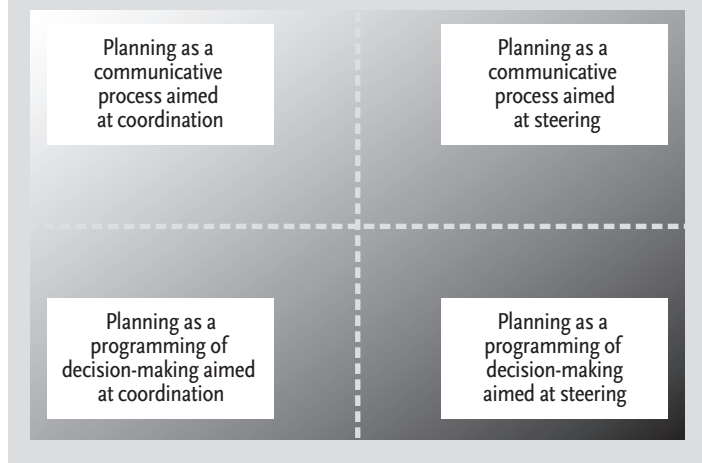 Planning as a
communicative
process aimed
at coordination
Planning as a
communicative
process aimed
at steering
Planning as a
programming of
decision-making aimed
at coordination
Planning as a
programming of
decision-making
aimed at steering